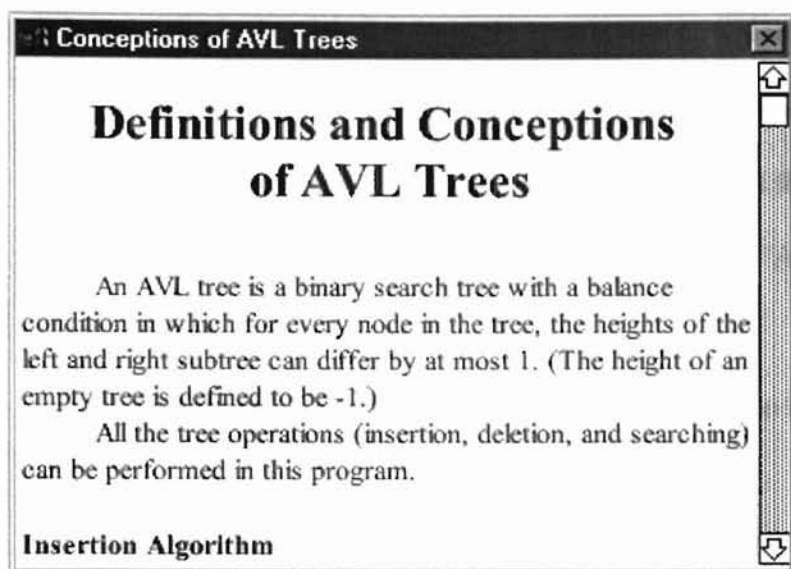 Conceptions of AVL Trees
Definitions and Conceptions
of AVL Trees
An AVL tree is a binary search tree with a balance
condition in which for every node in the tree, the heights of the
left and right subtree can differ by at most 1. (The height of an
empty tree is defined to be -1.)
All the tree operations (insertion, deletion, and searching)
can be performed in this program.
Insertion Algorithm